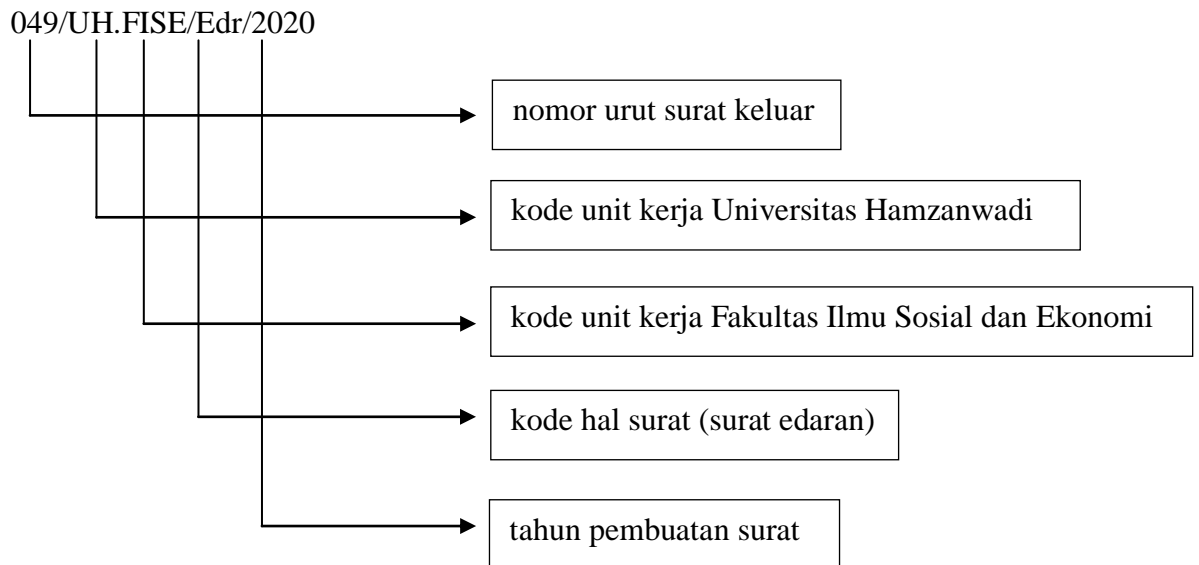 049/UH.FISE/Edr/2020
nomor urut surat keluar
kode unit kerja Universitas Hamzanwadi
kode unit kerja Fakultas Ilmu Sosial dan Ekonomi
kode hal surat (surat edaran)
tahun pembuatan surat